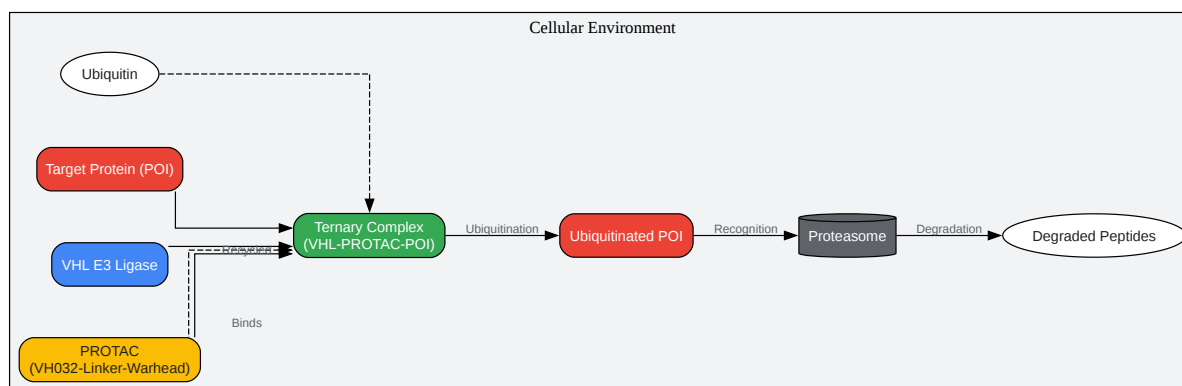 Cellular Environment
Ubiquitin
Target Protein (POI)
Ternary Complex
(VHL-PROTAC-POI)
Ubiquitination
Ubiquitinated POI
Recognition
Proteasome
Degradation
Degraded Peptides
Recycled
VHL E3 Ligase
Binds
PROTAC
(VH032-Linker-Warhead)